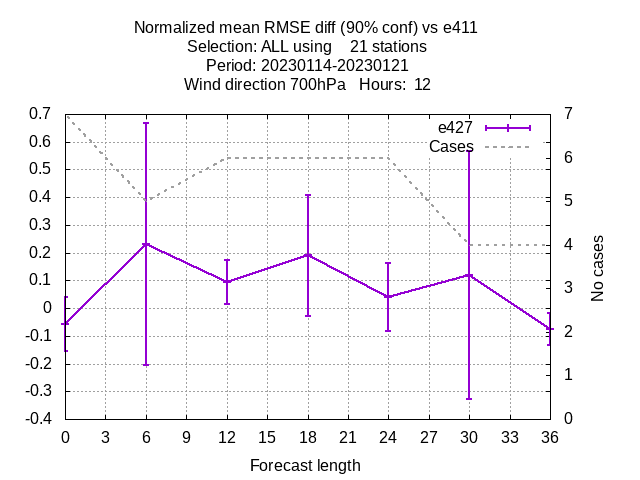 Normalized mean RMSE diff (90% conf) vs e411
Selection: ALL using    21 stations
Period: 20230114-20230121
Wind direction 700hPa   Hours:  12
e427
Cases
0.7
0.6
0.5
0.4
0.3
0.2
0.1
0
-0.1
-0.2
-0.3
-0.4
7
6
5
4
3
2
1
0
No cases
0 3 6 9 12 15 18 21 24 27 30 33 36
Forecast length